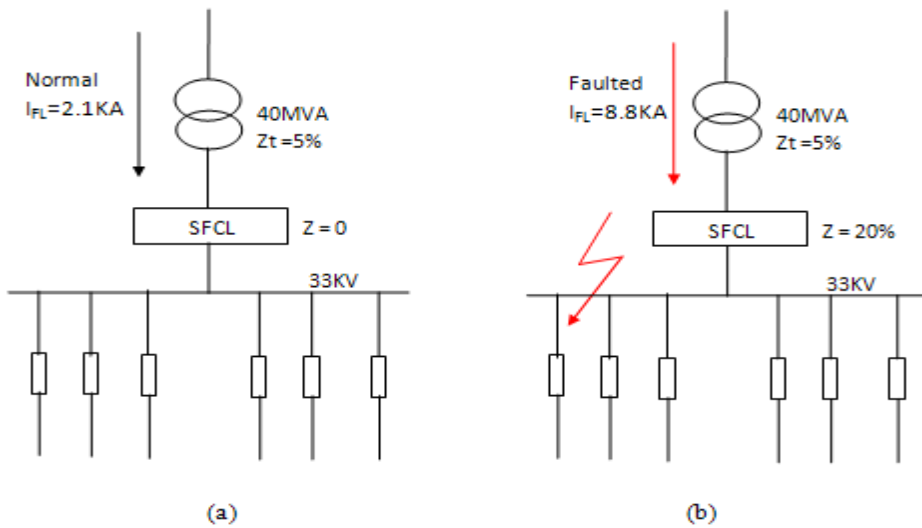 Normal
IFL=2.1KA
40MVA
Zt =5%
SFCL
Z = 0
33KV
(a)
Faulted
IFL=8.8KA
40MVA
Zt =5%
SFCL
Z = 20%
33KV
(b)